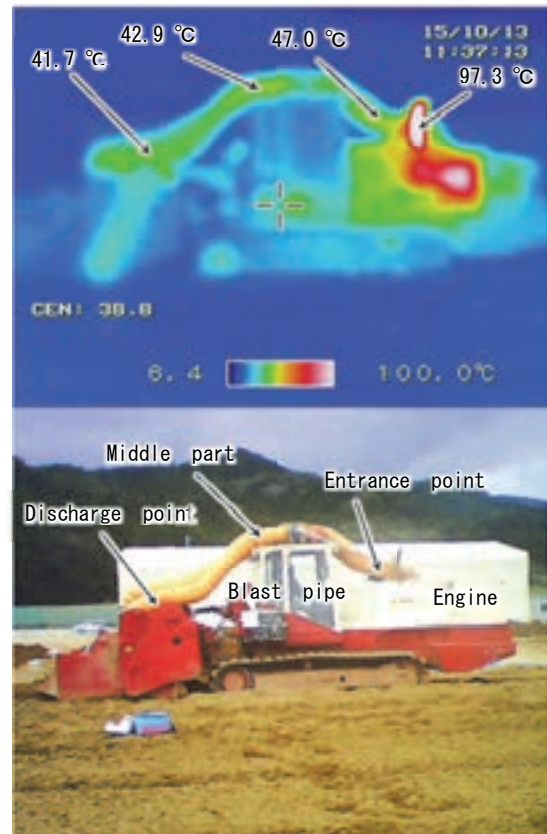 15/10/13
11:37:13
42.9 ℃
47.0 ℃
41.7 ℃
97.3 ℃
CEN: 38.8
6.4 100.0℃
Middle part
Entrance point
Discharge point
Blast pipe
Engine